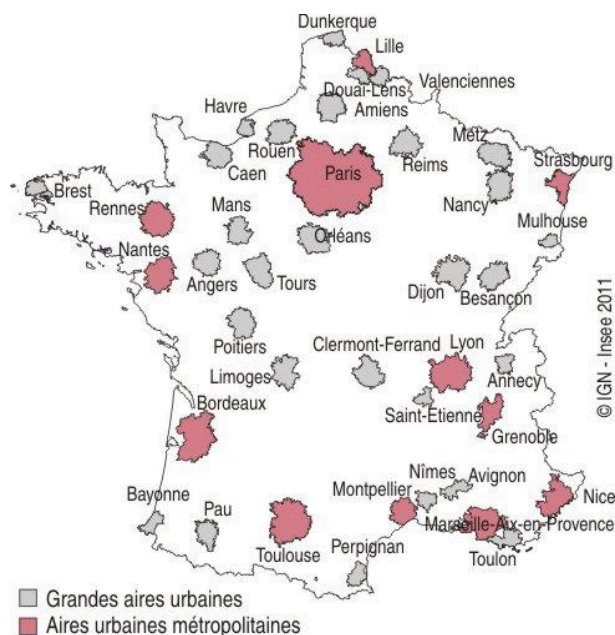 Dunkerque
Lille
Douai-Lens
Valenciennes
Amiens
Havre
Rouen
Caen
Reims
Metz
Strasbourg
Paris
Brest
Rennes
Mans
Orléans
Nancy
Mulhouse
Nantes
Angers
Tours
Dijon
Besançon
Poitiers
Clermont-Ferrand
Lyon
Limoges
Annecy
Bordeaux
Saint-Etienne
Grenoble
Nîmes
Avignon
Bayonne
Pau
Montpellier
Nice
Marseille-Aix-en-Provence
Toulouse
Perpignan
Toulon
© IGN - Insee 2011
Grandes aires urbaines
Aires urbaines métropolitaines